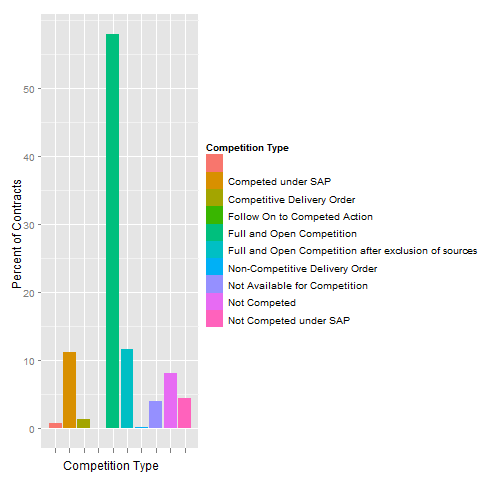 Percent of Contracts
50
40
30
20
10
0
Competition Type
Competition Type
Competed under SAP
Competitive Delivery Order
Follow On to Competed Action
Full and Open Competition
Full and Open Competition after exclusion of sources
Non-Competitive Delivery Order
Not Available for Competition
Not Competed
Not Competed under SAP